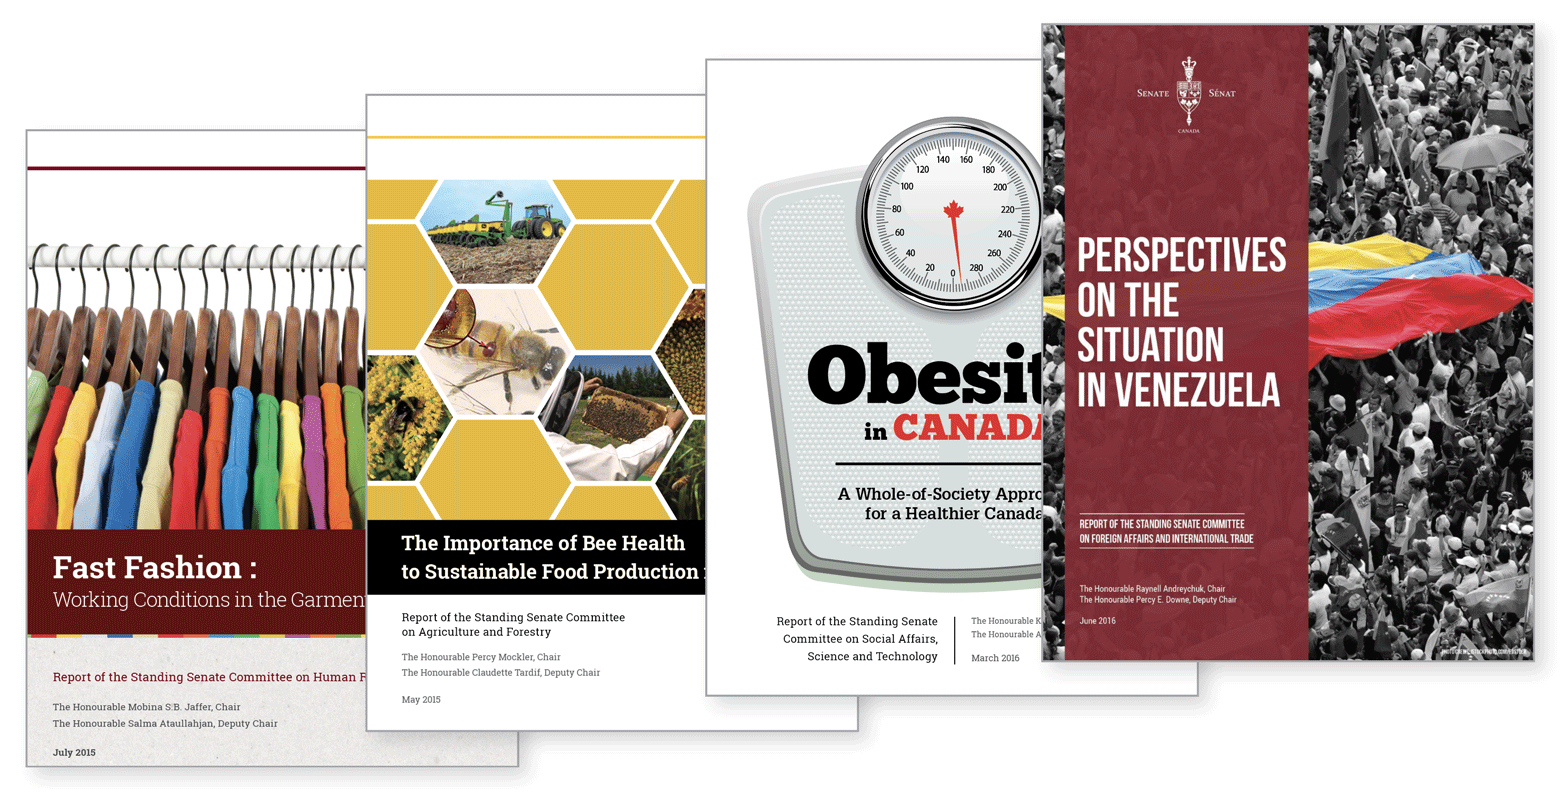 Fast Fashion :
Working Conditions in the Garmen
Report of the Standing Senate Committee on Human
The Honourable Mobina S.B. Jaffer, Chair
The Honourable Salma Ataullahjan, Deputy Chair
July 2015
The Importance of Bee Health
to Sustainable Food Production
Report of the Standing Senate Committee
on Agriculture and Forestry
The Honourable Percy Mockler, Chair
The Honourable Claudette Tardif, Deputy Chair
May 2015
0 20 40 60 80 100 120 140 160 180 200 220 240 260 280
Obesit
in CANADA
A Whole-of-Society Appro
for a Healthier Canada
Report of the Standing Senate
Committee on Social Affairs,
Science and Technology
The Honourable K
The Honourable A
March 2016
SENATE SÉNAT
CANADA
PERSPECTIVES
ON THE
SITUATION
IN VENEZUELA
REPORT OF THE STANDING SENATE COMMITTEE
ON FOREIGN AFFAIRS AND INTERNATIONAL TRADE
The Honourable Raynell Andreychuk, Chair
The Honourable Percy E. Downe, Deputy Chair
June 2016